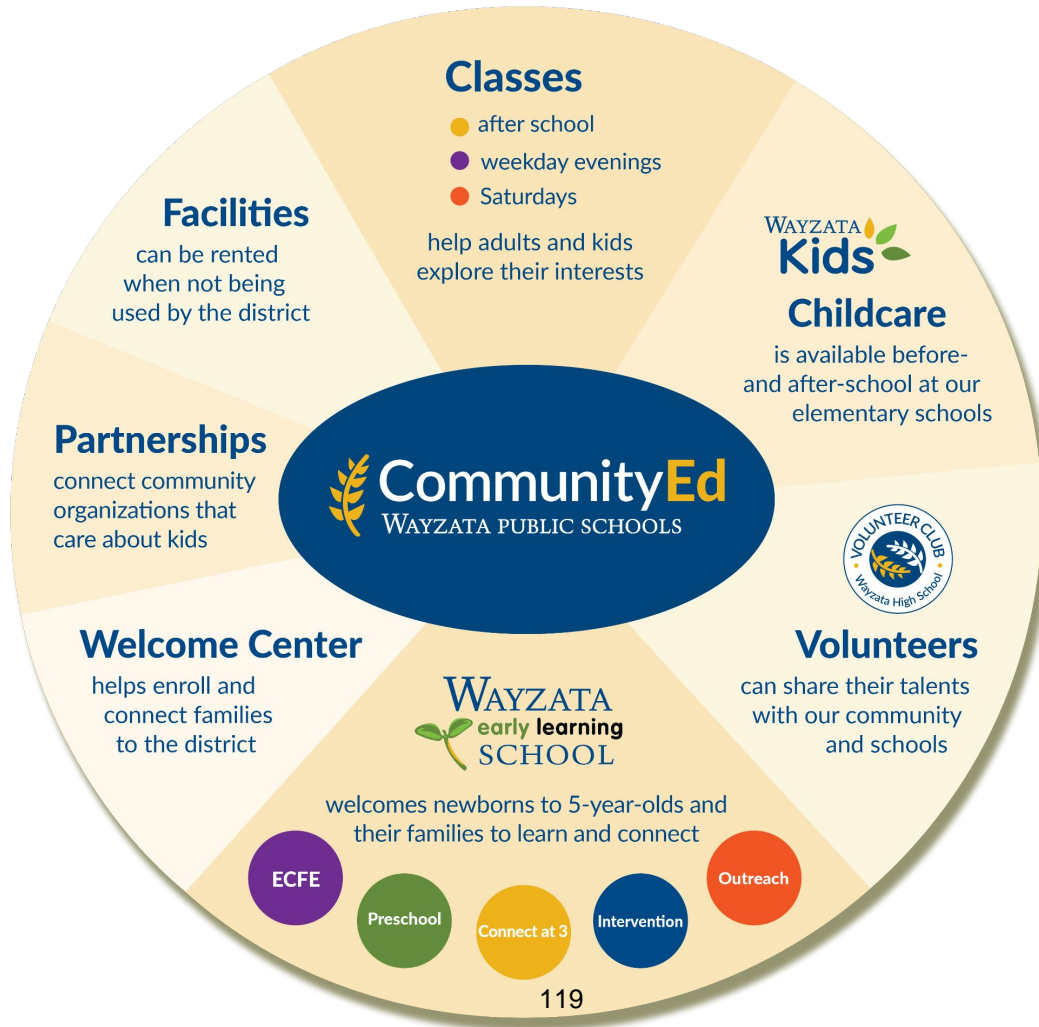 Classes
after school
weekday evenings
Saturdays
help adults and kids
explore their interests
WAYZATA
Kids
Childcare
is available before-
and after-school at our
elementary schools
VOLUNTEER CLUB
Wayzata High School
Volunteers
can share their talents
with our community
and schools
WAYZATA
early learning
SCHOOL
welcomes newborns to 5-year-olds and
their families to learn and connect
ECFE
Preschool
Connect at 3
Intervention
Outreach
Welcome Center
helps enroll and
connect families
to the district
Partnerships
connect community
organizations that
care about kids
Facilities
can be rented
when not being
used by the district
CommunityEd
WAYZATA PUBLIC SCHOOLS
119